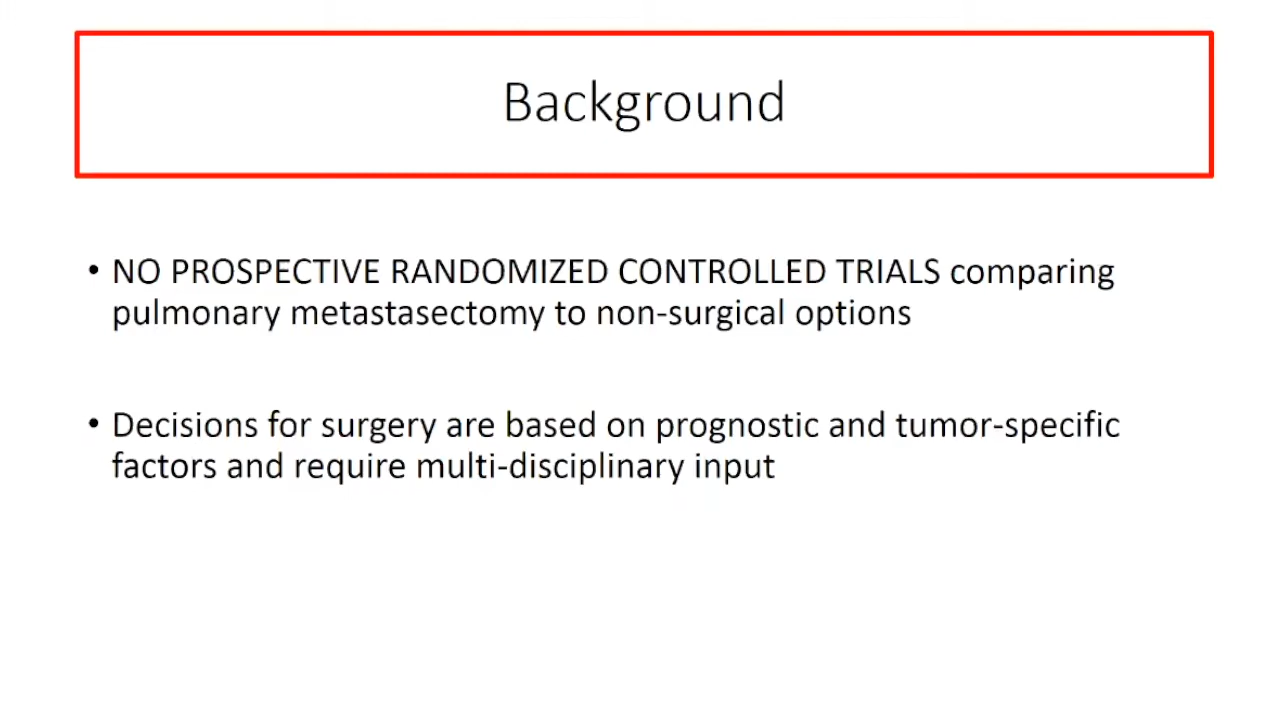 Background
• NO PROSPECTIVE RANDOMIZED CONTROLLED TRIALS comparing
pulmonary metastasectomy to non-surgical options
• Decisions for surgery are based on prognostic and tumor-specific
factors and require multi-disciplinary input